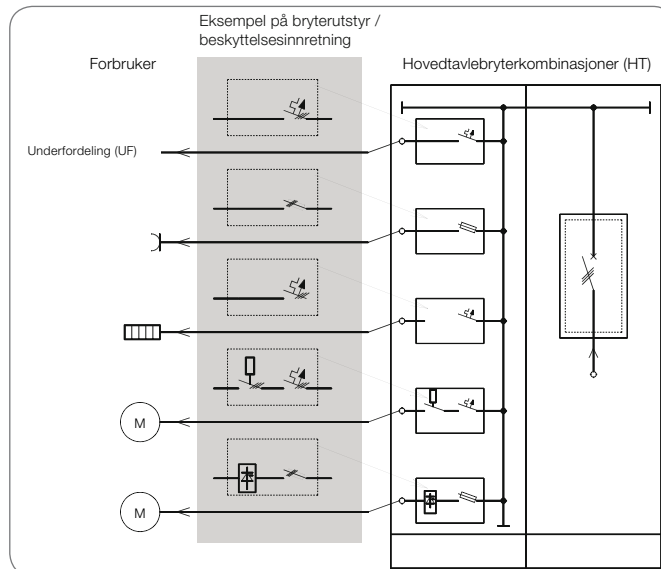 Eksempel på bryterutstyr /
beskyttelsesinnretning
Forbruker
Hovedtavlebryterkombinasjoner (HT)
Underfordeling (UF)
M
M